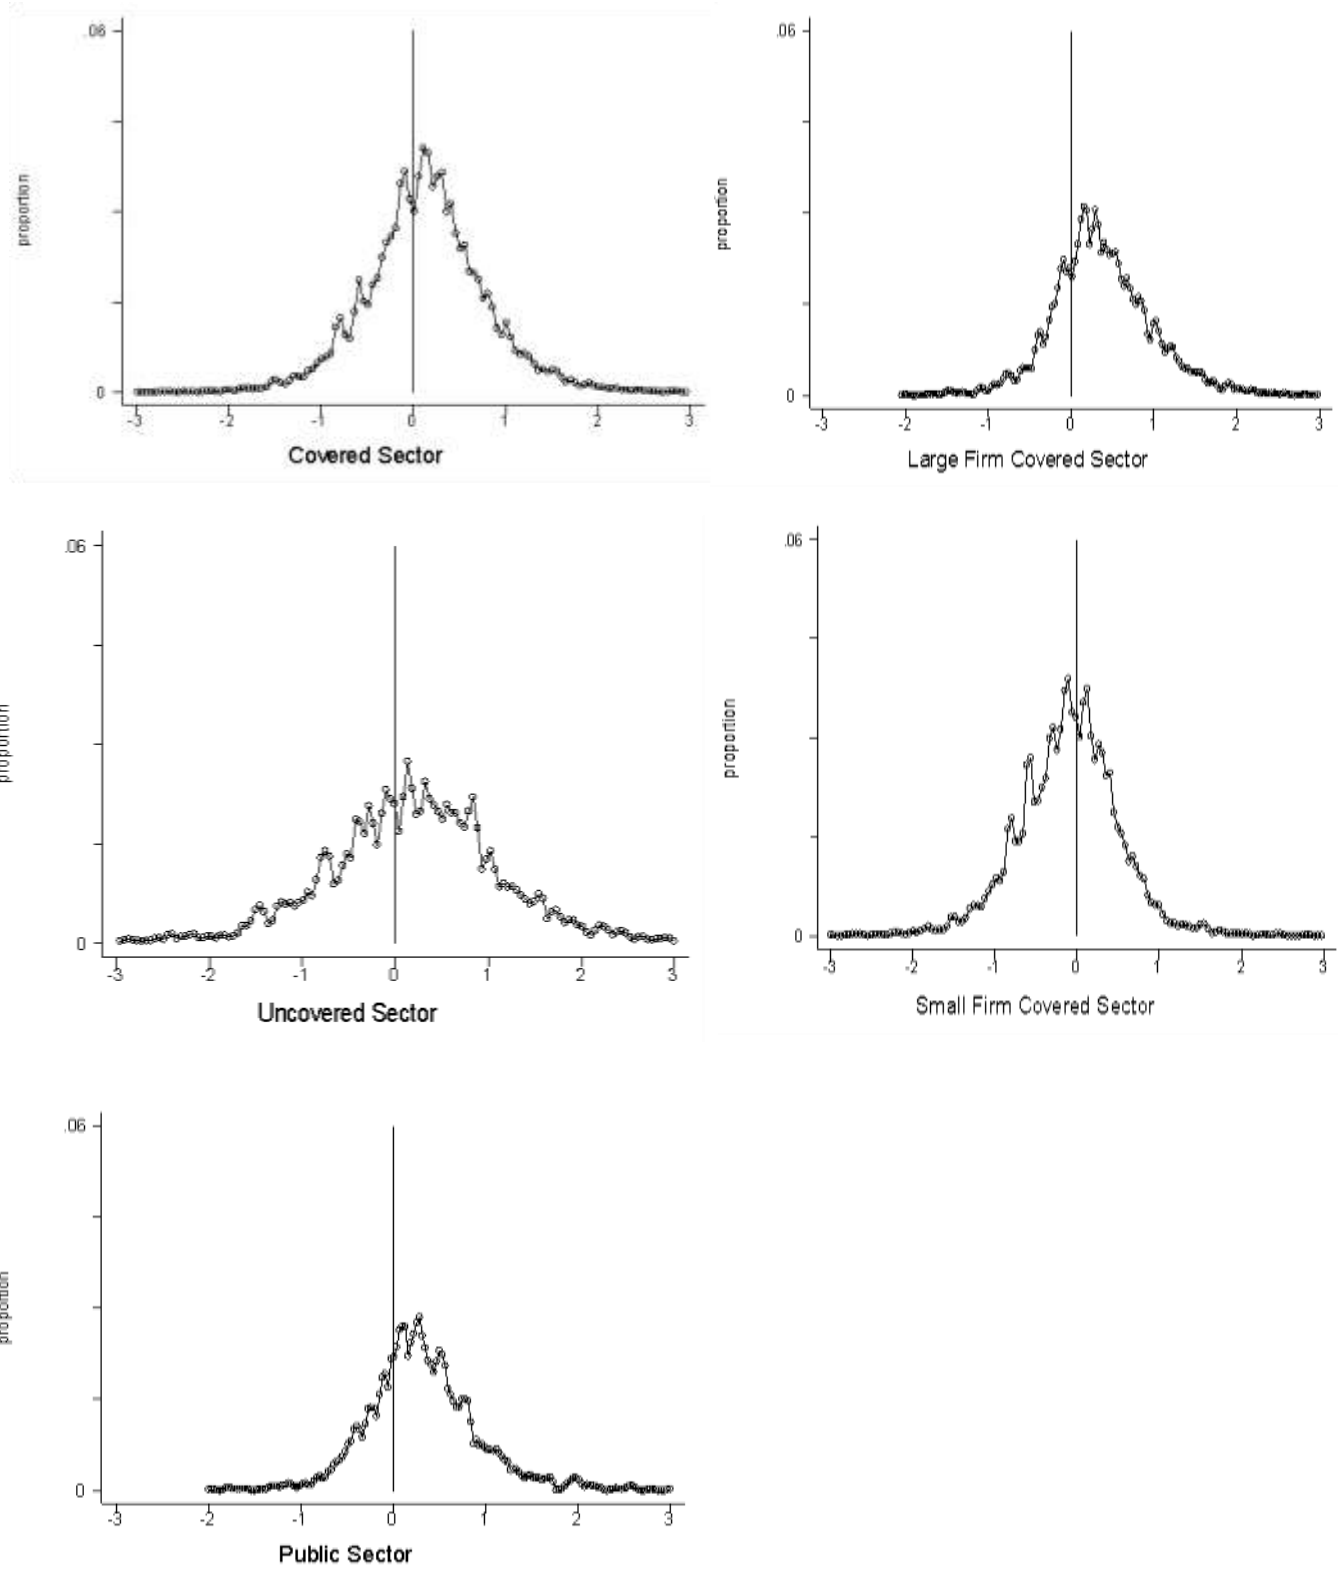 .06
proportion
0
-3 -2 -1 0 1 2 3
Covered Sector
.06
proportion
0
-3 -2 -1 0 1 2 3
Large Firm Covered Sector
.06
proportion
0
-3 -2 -1 0 1 2 3
Uncovered Sector
.06
proportion
0
-3 -2 -1 0 1 2 3
Small Firm Covered Sector
.06
proportion
0
-3 -2 -1 0 1 2 3
Public Sector